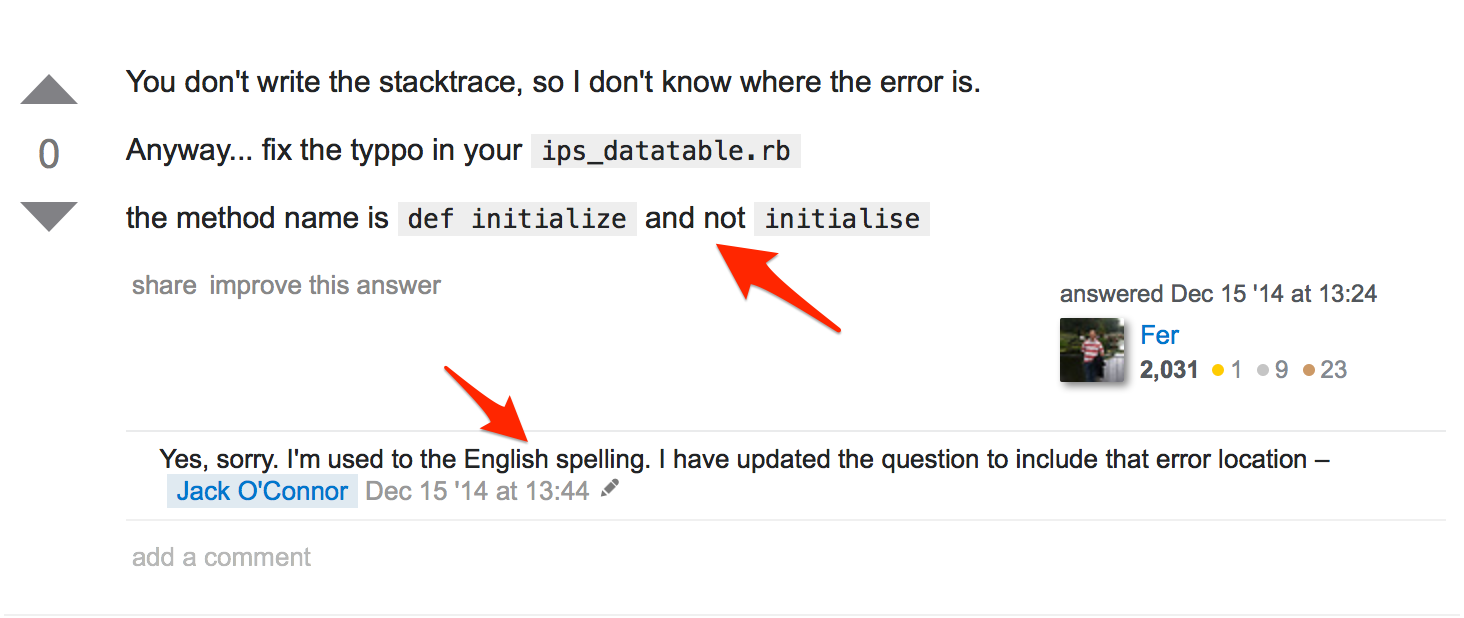 You don't write the stacktrace, so I don't know where the error is.
0
Anyway... fix the typpo in your ips_datatable.rb
the method name is def initialize and not initialise
share improve this answer
answered Dec 15 '14 at 13:24
Fer
2,031 1 9 23
Yes, sorry. I'm used to the English spelling. I have updated the question to include that error location –
Jack O'Connor Dec 15 '14 at 13:44
add a comment